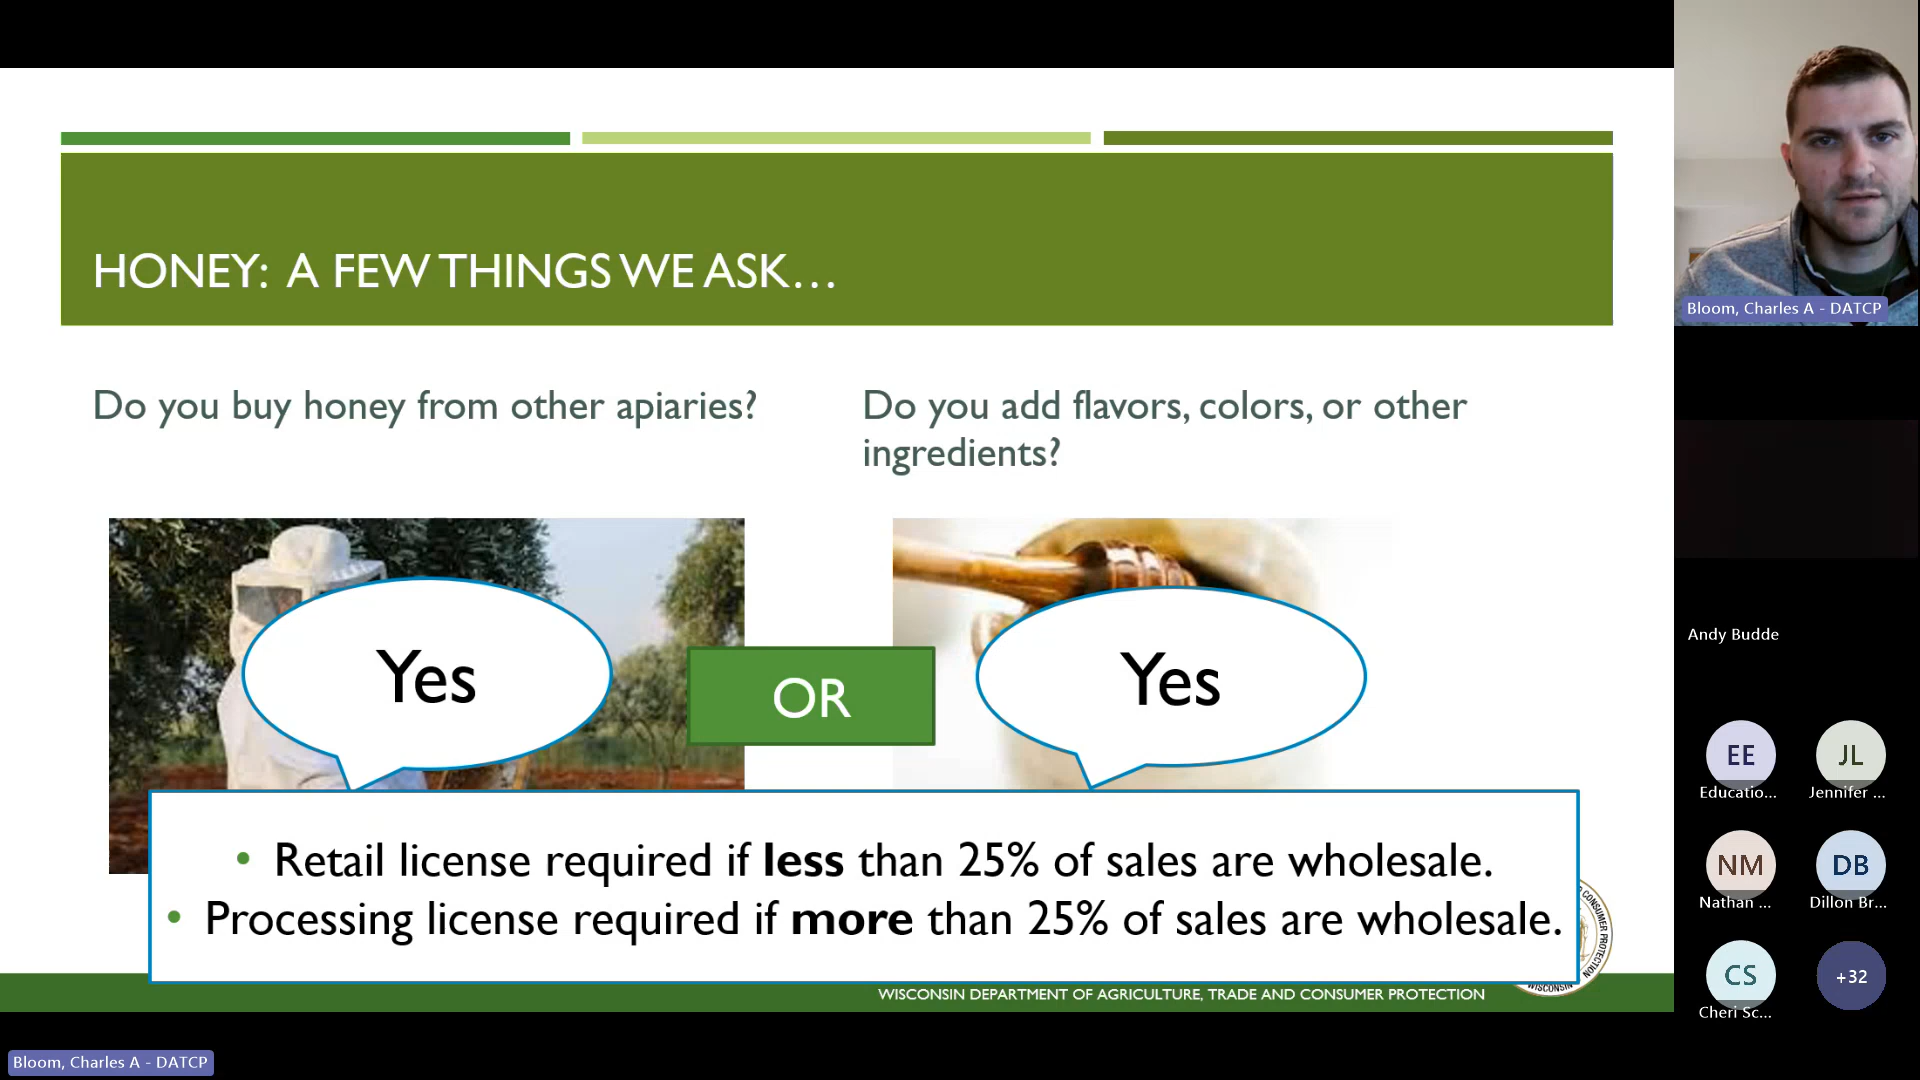 HONEY: A FEW THINGS WE ASK...
Do you buy honey from other apiaries?
Do you add flavors, colors, or other
ingredients?
Yes
OR
Yes
• Retail license required if less than 25% of sales are wholesale.
• Processing license required if more than 25% of sales are wholesale.
WISCONSIN DEPARTMENT OF AGRICULTURE, TRADE AND CONSUMER PROTECTION
CONSUMER PROTECTION
WISCONSIN
Bloom, Charles A - DATCP
Andy Budde
EE
JL
Educatio...
Jennifer ...
NM
DB
Nathan ...
Dillon Br...
CS
+32
Cheri Sc...
Bloom, Charles A - DATCP